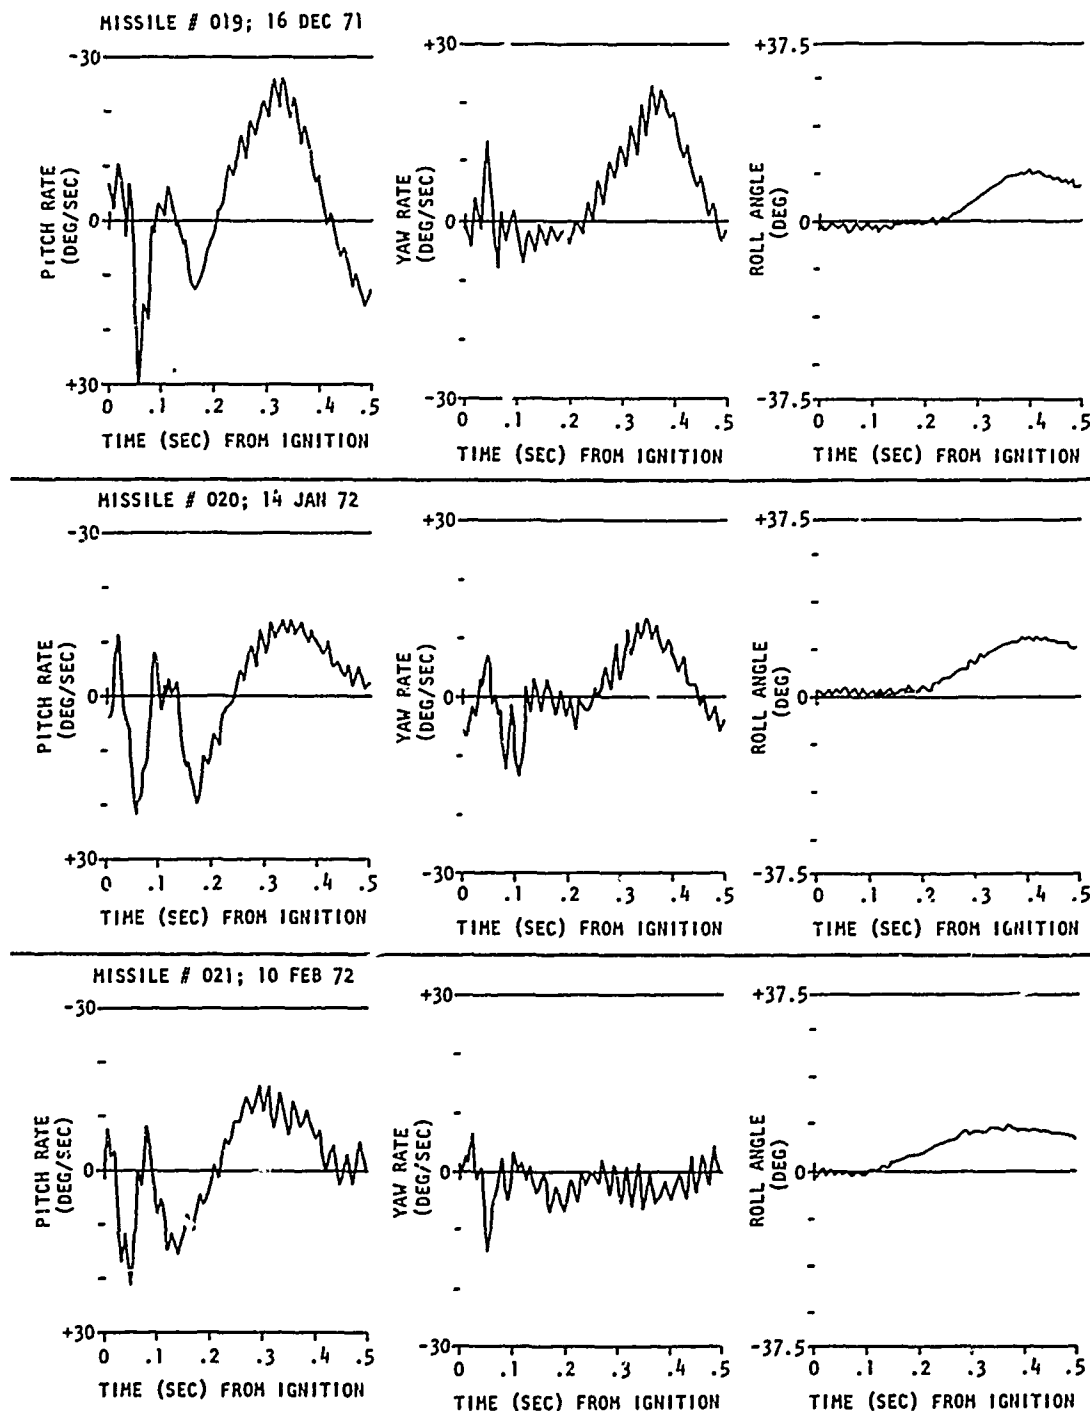 MISSILE # 019; 16 DEC 71
-30
0
+30
PITCH RATE
(DEG/SEC)
0 .1 .2 .3 .4 .5
TIME (SEC) FROM IGNITION
+30
0
-30
YAW RATE
(DEG/SEC)
0 .1 .2 .3 .4 .5
TIME (SEC) FROM IGNITION
+37.5
0
-37.5
ROLL ANGLE
(DEG)
0 .1 .2 .3 .4 .5
TIME (SEC) FROM IGNITION
MISSILE # 020; 14 JAN 72
-30
0
+30
PITCH RATE
(DEG/SEC)
0 .1 .2 .3 .4 .5
TIME (SEC) FROM IGNITION
+30
0
-30
YAW RATE
(DEG/SEC)
0 .1 .2 .3 .4 .5
TIME (SEC) FROM IGNITION
+37.5
0
-37.5
ROLL ANGLE
(DEG)
0 .1 .2 .3 .4 .5
TIME (SEC) FROM IGNITION
MISSILE # 021; 10 FEB 72
-30
0
+30
PITCH RATE
(DEG/SEC)
0 .1 .2 .3 .4 .5
TIME (SEC) FROM IGNITION
+30
0
-30
YAW RATE
(DEG/SEC)
0 .1 .2 .3 .4 .5
TIME (SEC) FROM IGNITION
+37.5
0
-37.5
ROLL ANGLE
(DEG)
0 .1 .2 .3 .4 .5
TIME (SEC) FROM IGNITION